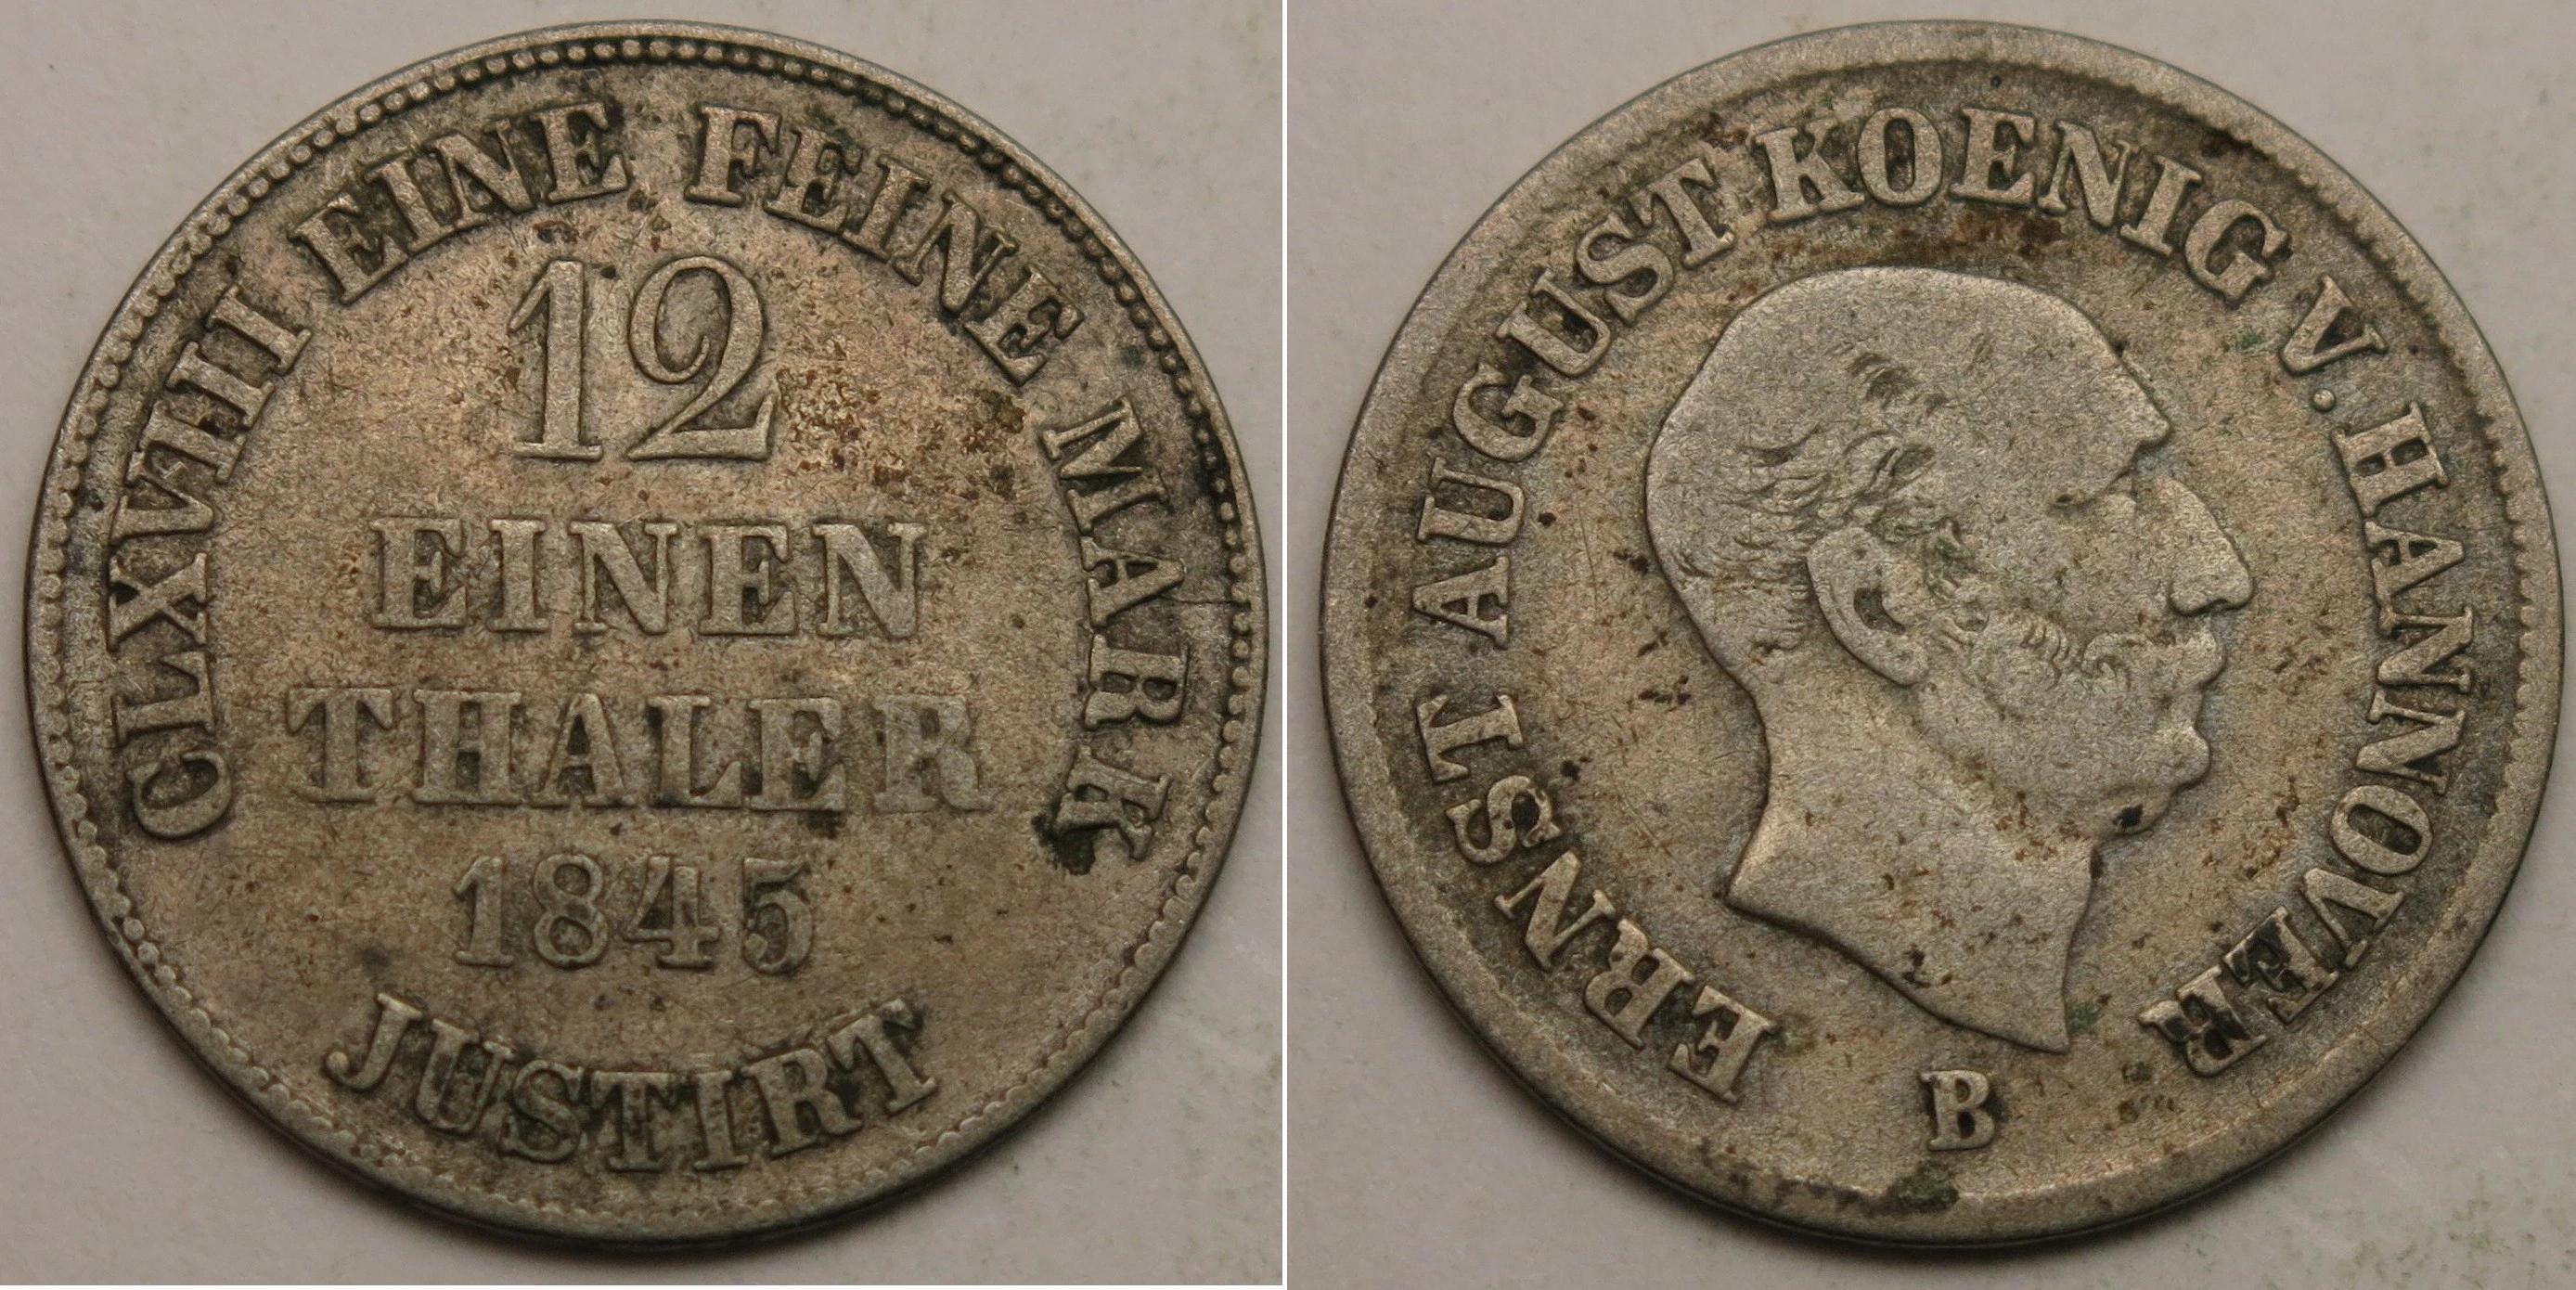 CLXVIII EINE FEINE MARK
12
EINEN
THALER
1845
JUSTIRT
ERNST AUGUST KOENIG V. HANNOVER
B